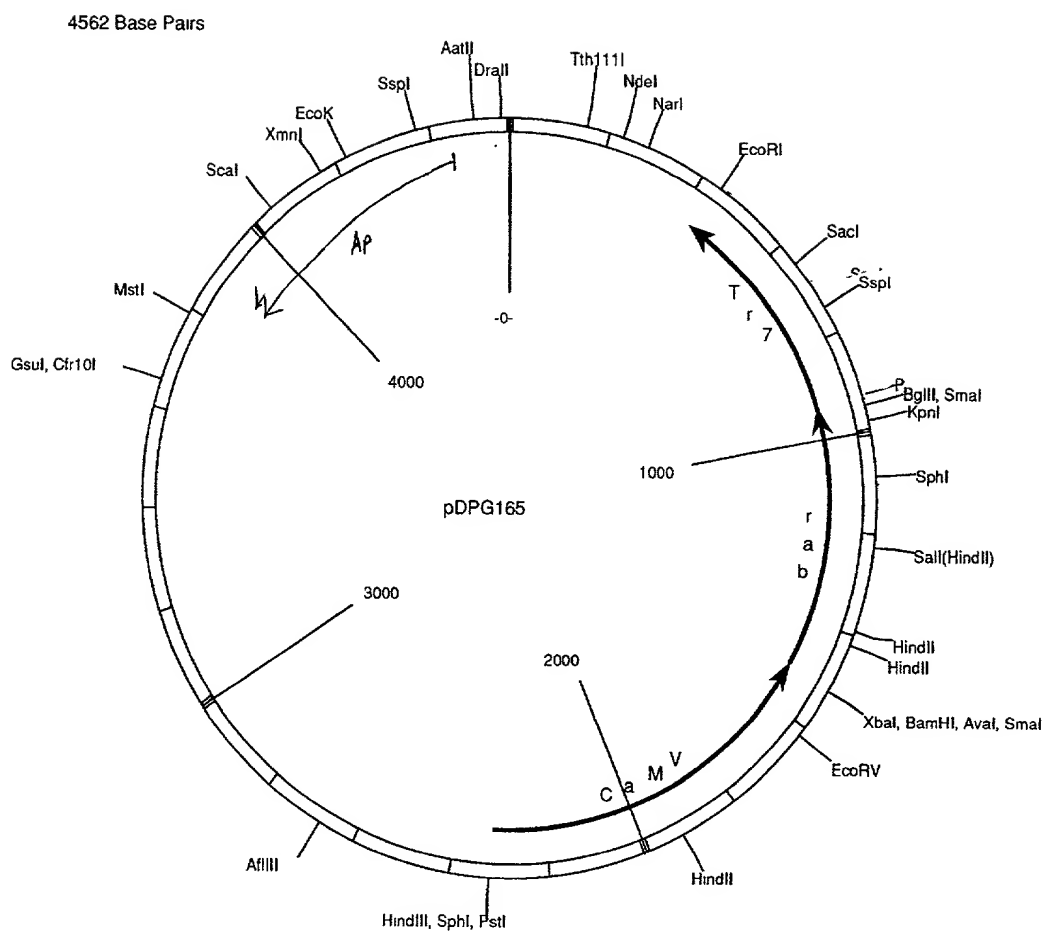 4562 Base Pairs
AatII
DraII
Tth111I
NdeI
NarI
SspI
EcoK
XmnI
ScaI
EcoRI
SacI
SspI
AP
T
r
7
-0-
MstI
GsuI, Cfr10I
4000
P
BglII, SmaI
KpnI
1000
SphI
pDPG165
r
a
b
SalI(HindII)
3000
HindII
HindII
2000
XbaI, BamHI, AvaI, SmaI
EcoRV
C a M V
AflIII
HindII
HindIII, SphI, PstI